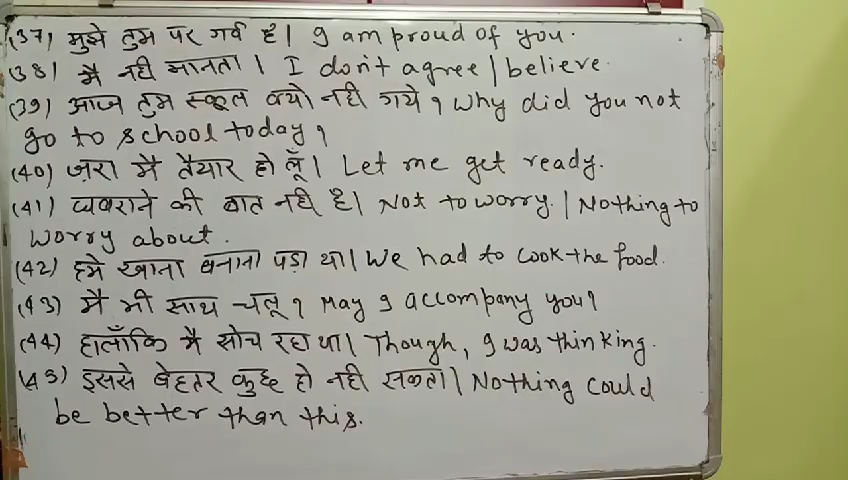 (37) मुझे तुम पर गर्व है। I am proud of you.
(38) मै नही मानता। I don't agree | believe.
(39) आज तुम स्कूल क्यो नही गये? Why did you not
go to school today?
(40) ज़रा मै तैयार हो लूँ। Let me get ready.
(41) घबराने की बात नही है। Not to worry. | Nothing to
worry about.
(42) हमे खाना बनाना पड़ा था। We had to cook the food.
(43) मै भी साथ चलू? May I accompany you?
(44) हालाँकि मै सोच रहा था। Though, I was thinking.
(45) इससे बेहतर कुछ हो नही सकता। Nothing could
be better than this.